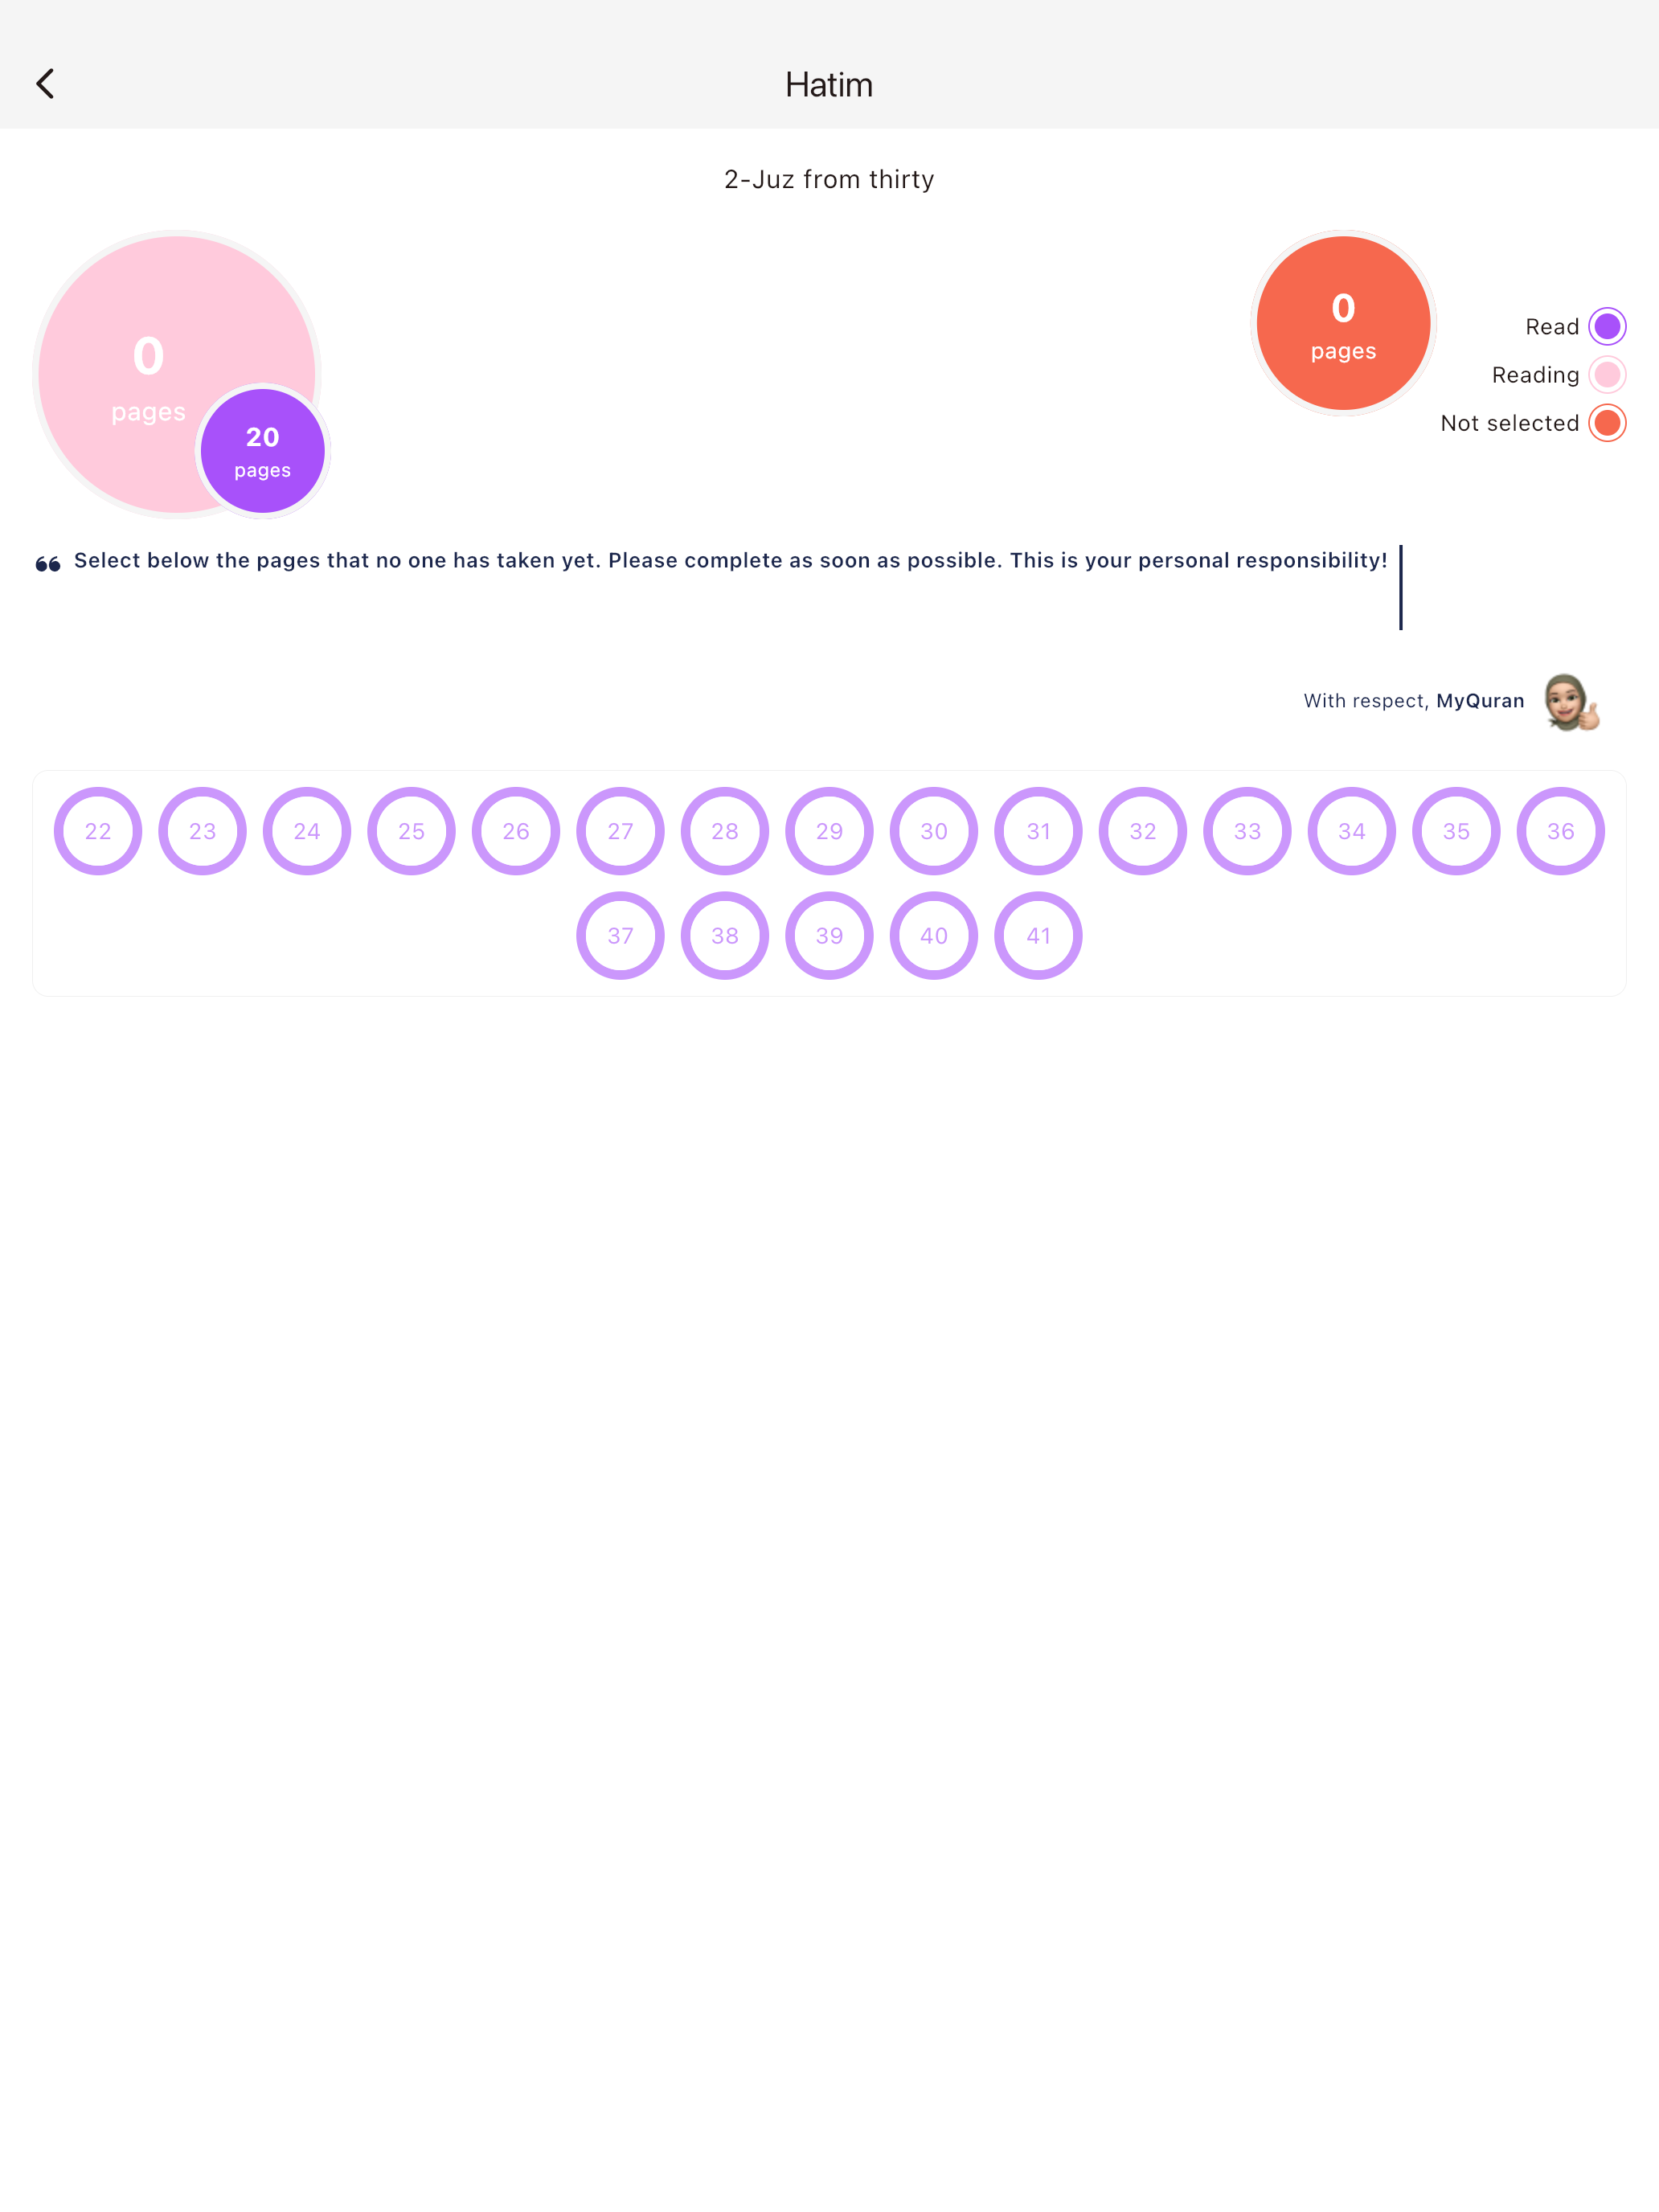 Hatim
2-Juz from thirty
0
pages
20
pages
0
pages
Read
Reading
Not selected
❝ Select below the pages that no one has taken yet. Please complete as soon as possible. This is your personal responsibility!
With respect, MyQuran
22 23 24 25 26 27 28 29 30 31 32 33 34 35 36
37 38 39 40 41